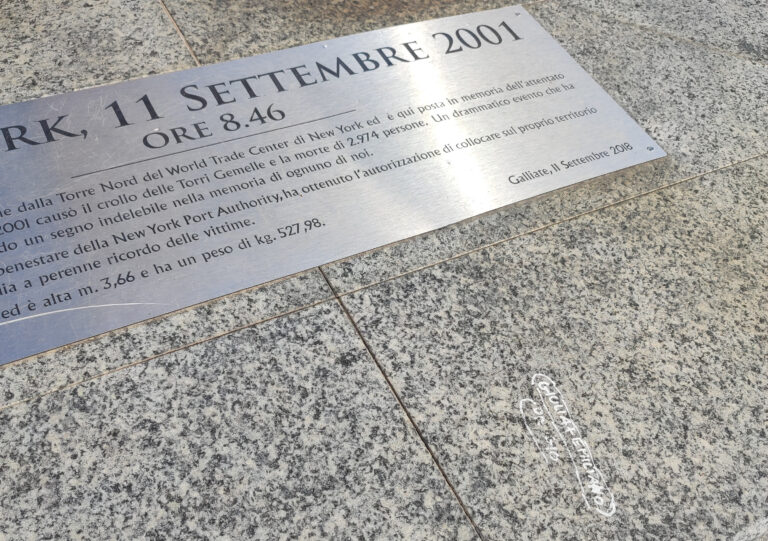 RK, 11 SETTEMBRE 2001
ORE 8.46
e dalla Torre Nord del World Trade Center di New York ed è qui posta in memoria dell'attentato
2001 causò il crollo delle Torri Gemelle e la morte di 2.974 persone. Un drammatico evento che ha
do un segno indelebile nella memoria di ognuno di noi.
benestare della New York Port Authority, ha ottenuto l'autorizzazione di collocare sul proprio territorio
lia a perenne ricordo delle vittime.
ed è alta m. 3,66 e ha un peso di kg. 527,98.
Galliate, 11 Settembre 2018